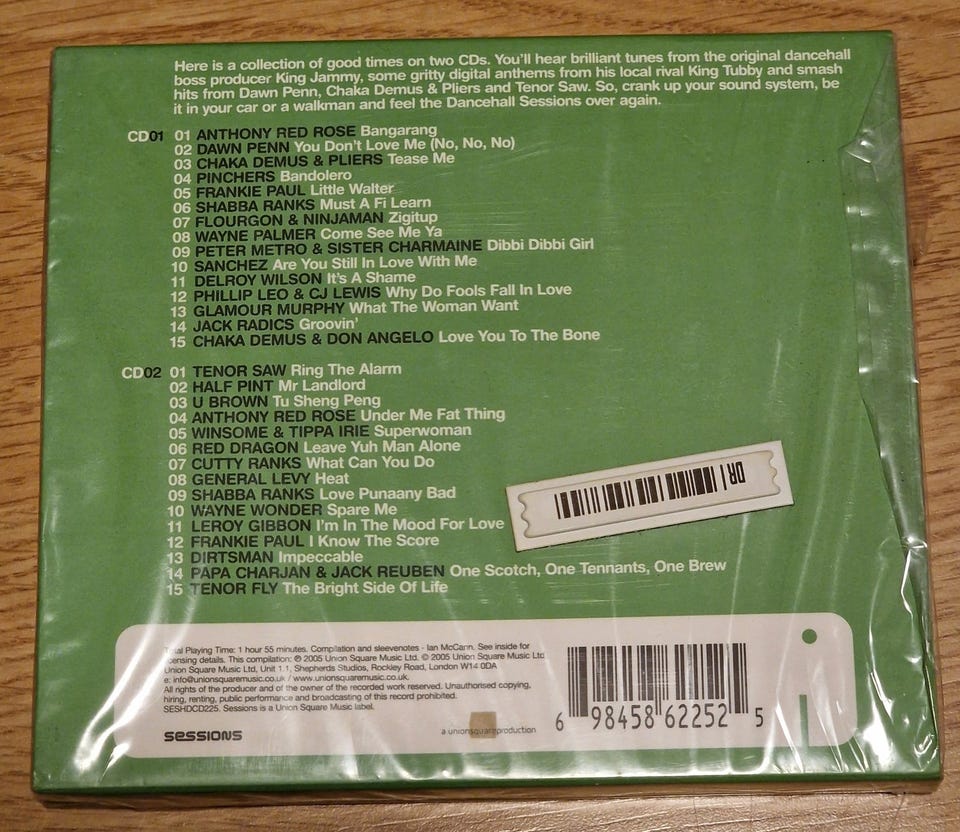 Here is a collection of good times on two CDs. You'll hear brilliant tunes from the original dancehall
boss producer King Jammy, some gritty digital anthems from his local rival King Tubby and smash
hits from Dawn Penn, Chaka Demus & Pliers and Tenor Saw. So, crank up your sound system, be
it in your car or a walkman and feel the Dancehall Sessions over again.
CD01 01 ANTHONY RED ROSE Bangarang
02 DAWN PENN You Don't Love Me (No, No, No)
03 CHAKA DEMUS & PLIERS Tease Me
04 PINCHERS Bandolero
05 FRANKIE PAUL Little Walter
06 SHABBA RANKS Must A Fi Learn
07 FLOURGON & NINJAMAN Zigitup
08 WAYNE PALMER Come See Me Ya
09 PETER METRO & SISTER CHARMAINE Dibbi Dibbi Girl
10 SANCHEZ Are You Still In Love With Me
11 DELROY WILSON It's A Shame
12 PHILLIP LEO & CJ LEWIS Why Do Fools Fall In Love
13 GLAMOUR MURPHY What The Woman Want
14 JACK RADICS Groovin'
15 CHAKA DEMUS & DON ANGELO Love You To The Bone
CD02 01 TENOR SAW Ring The Alarm
02 HALF PINT Mr Landlord
03 U BROWN Tu Sheng Peng
04 ANTHONY RED ROSE Under Me Fat Thing
05 WINSOME & TIPPA IRIE Superwoman
06 RED DRAGON Leave Yuh Man Alone
07 CUTTY RANKS What Can You Do
08 GENERAL LEVY Heat
09 SHABBA RANKS Love Punaany Bad
10 WAYNE WONDER Spare Me
11 LEROY GIBBON I'm In The Mood For Love
12 FRANKIE PAUL I Know The Score
13 DIRTSMAN Impeccable
14 PAPA CHARJAN & JACK REUBEN One Scotch, One Tennants, One Brew
15 TENOR FLY The Bright Side Of Life
DR I
Total Playing Time: 1 hour 55 minutes. Compilation and sleevenotes - Ian McCann. See inside for
licensing details. This compilation: ℗ 2005 Union Square Music Ltd. © 2005 Union Square Music Ltd
Union Square Music Ltd, Unit 1.1, Shepherds Studios, Rockley Road, London W14 0DA
e: info@unionsquaremusic.co.uk / www.unionsquaremusic.co.uk.
All rights of the producer and of the owner of the recorded work reserved. Unauthorised copying,
hiring, renting, public performance and broadcasting of this record prohibited.
SESHDCD225. Sessions is a Union Square Music label.
sessions
a unionsquareproduction
6 98458 62252 5